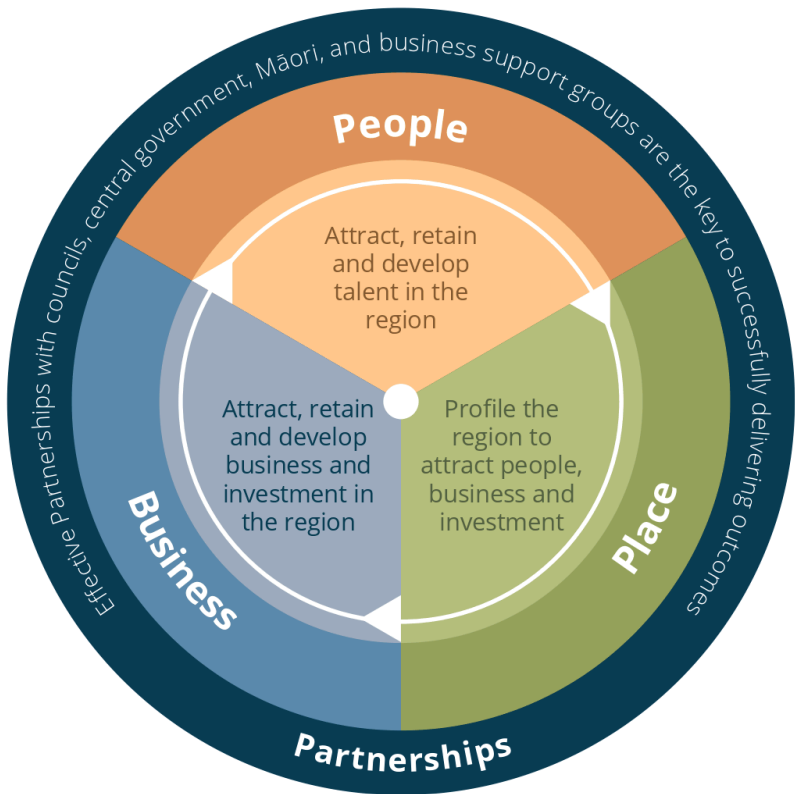 Effective Partnerships with councils, central government, Māori, and business support groups are the key to successfully delivering outcomes
People
Attract, retain
and develop
talent in the
region
Attract, retain
and develop
business and
investment in
the region
Business
Profile the
region to
attract people,
business and
investment
Place
Partnerships